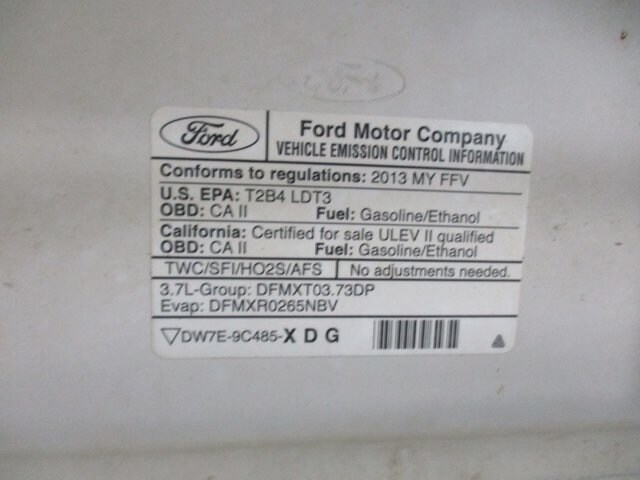 Ford
Ford
Ford Motor Company
VEHICLE EMISSION CONTROL INFORMATION
Conforms to regulations: 2013 MY FFV
U.S. EPA: T2B4 LDT3
OBD: CA II Fuel: Gasoline/Ethanol
California: Certified for sale ULEV II qualified
OBD: CA II Fuel: Gasoline/Ethanol
TWC/SFI/HO2S/AFS No adjustments needed.
3.7L-Group: DFMXT03.73DP
Evap: DFMXR0265NBV
DW7E-9C485-X D G